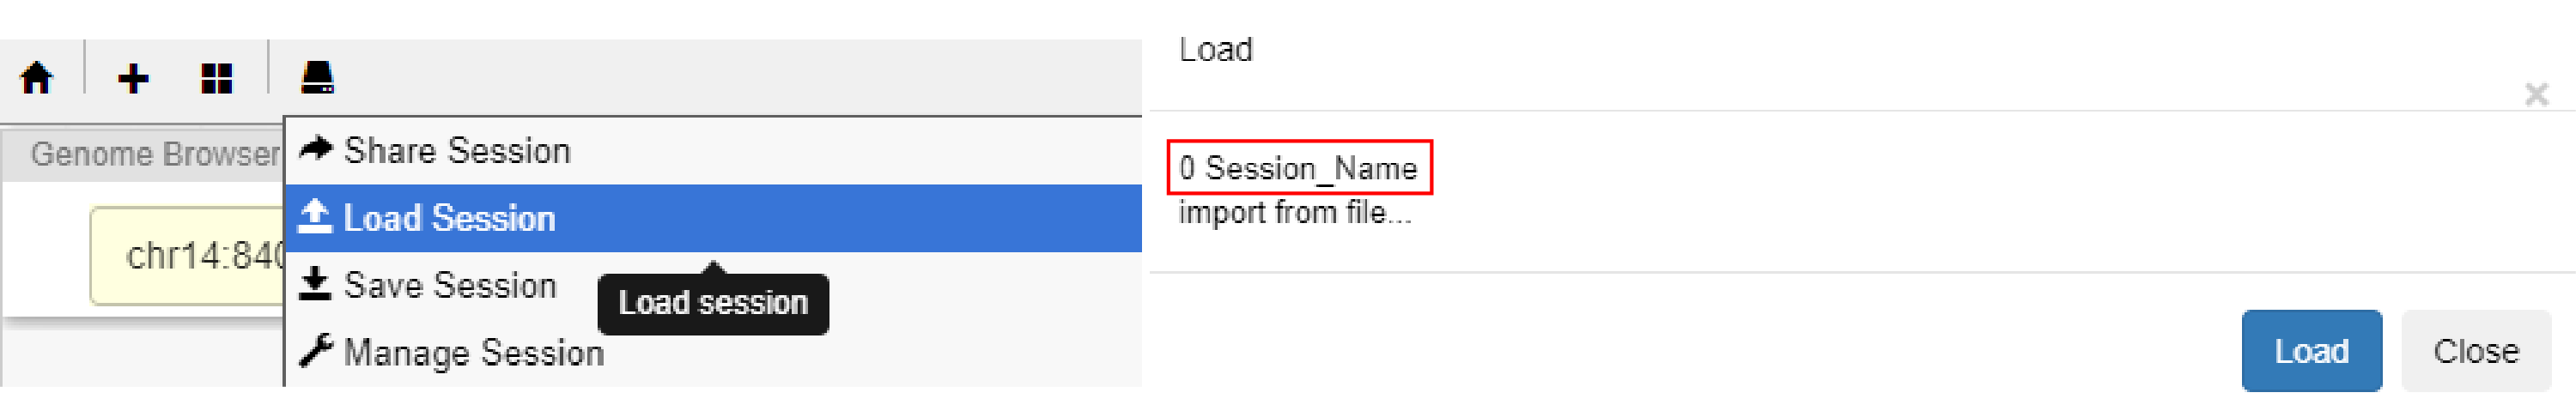 Genome Browser
chr14:840
Share Session
Load Session
Save Session
Load session
Manage Session
Load
×
0 Session_Name
import from file...
Load
Close